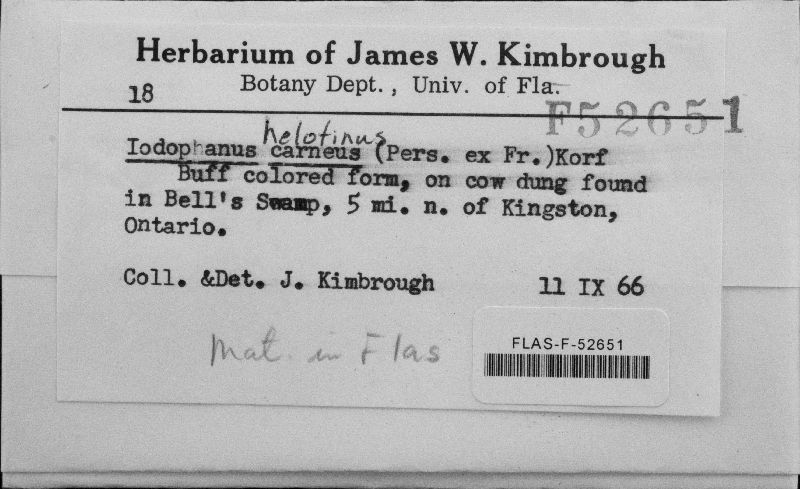 Herbarium of James W. Kimbrough
Botany Dept., Univ. of Fla.
18
F52651
helotinus
Iodophanus carneus (Pers. ex Fr.)Korf
Buff colored form, on cow dung found
in Bell's Swamp, 5 mi. n. of Kingston,
Ontario.
Coll. &Det. J. Kimbrough 11 IX 66
Mat. in Flas
FLAS-F-52651